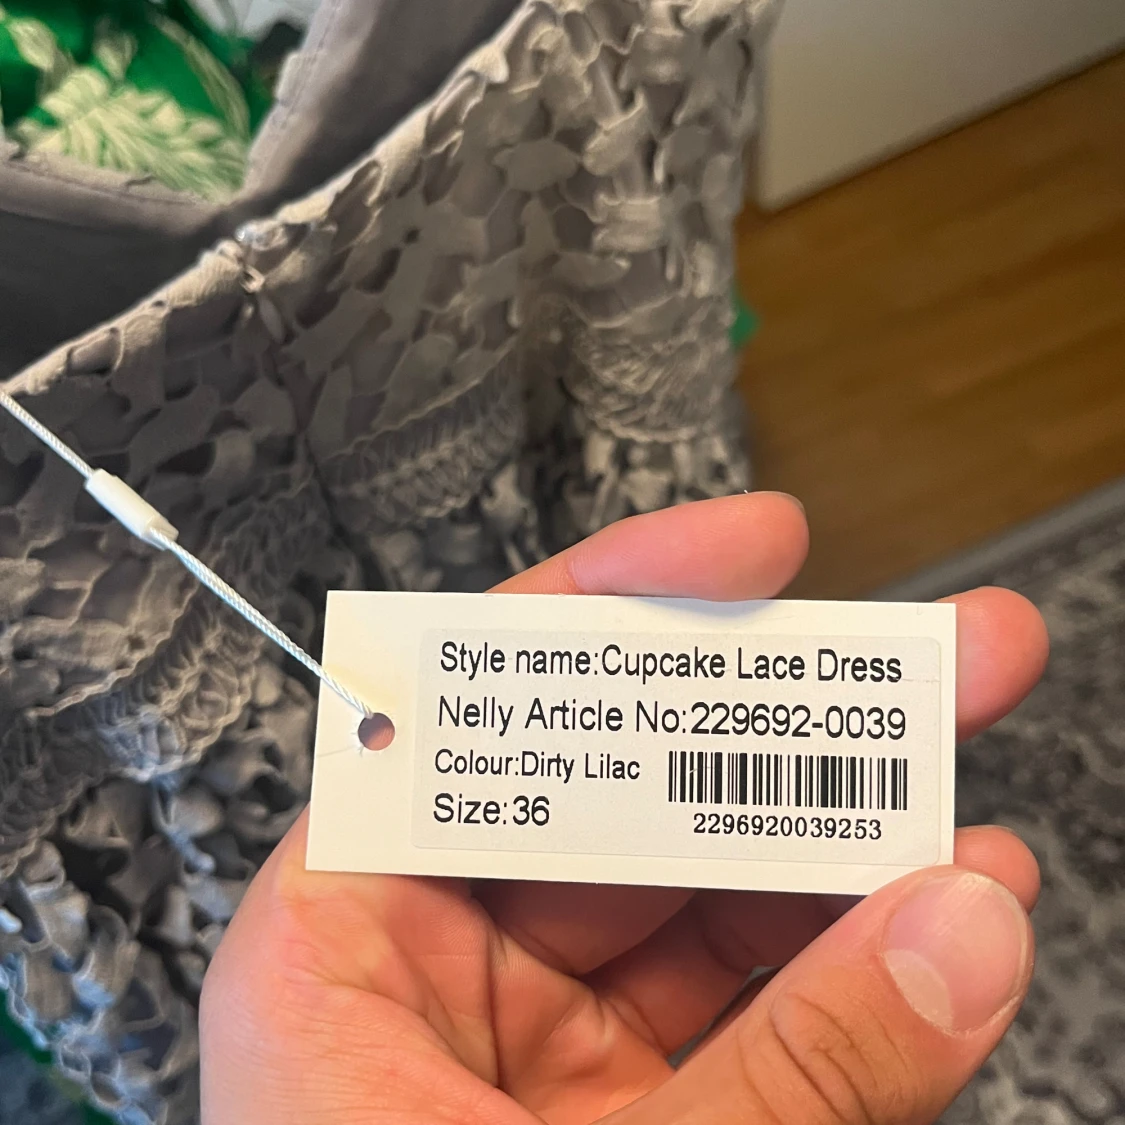 Style name:Cupcake Lace Dress
Nelly Article No:229692-0039
Colour:Dirty Lilac
Size:36
2296920039253